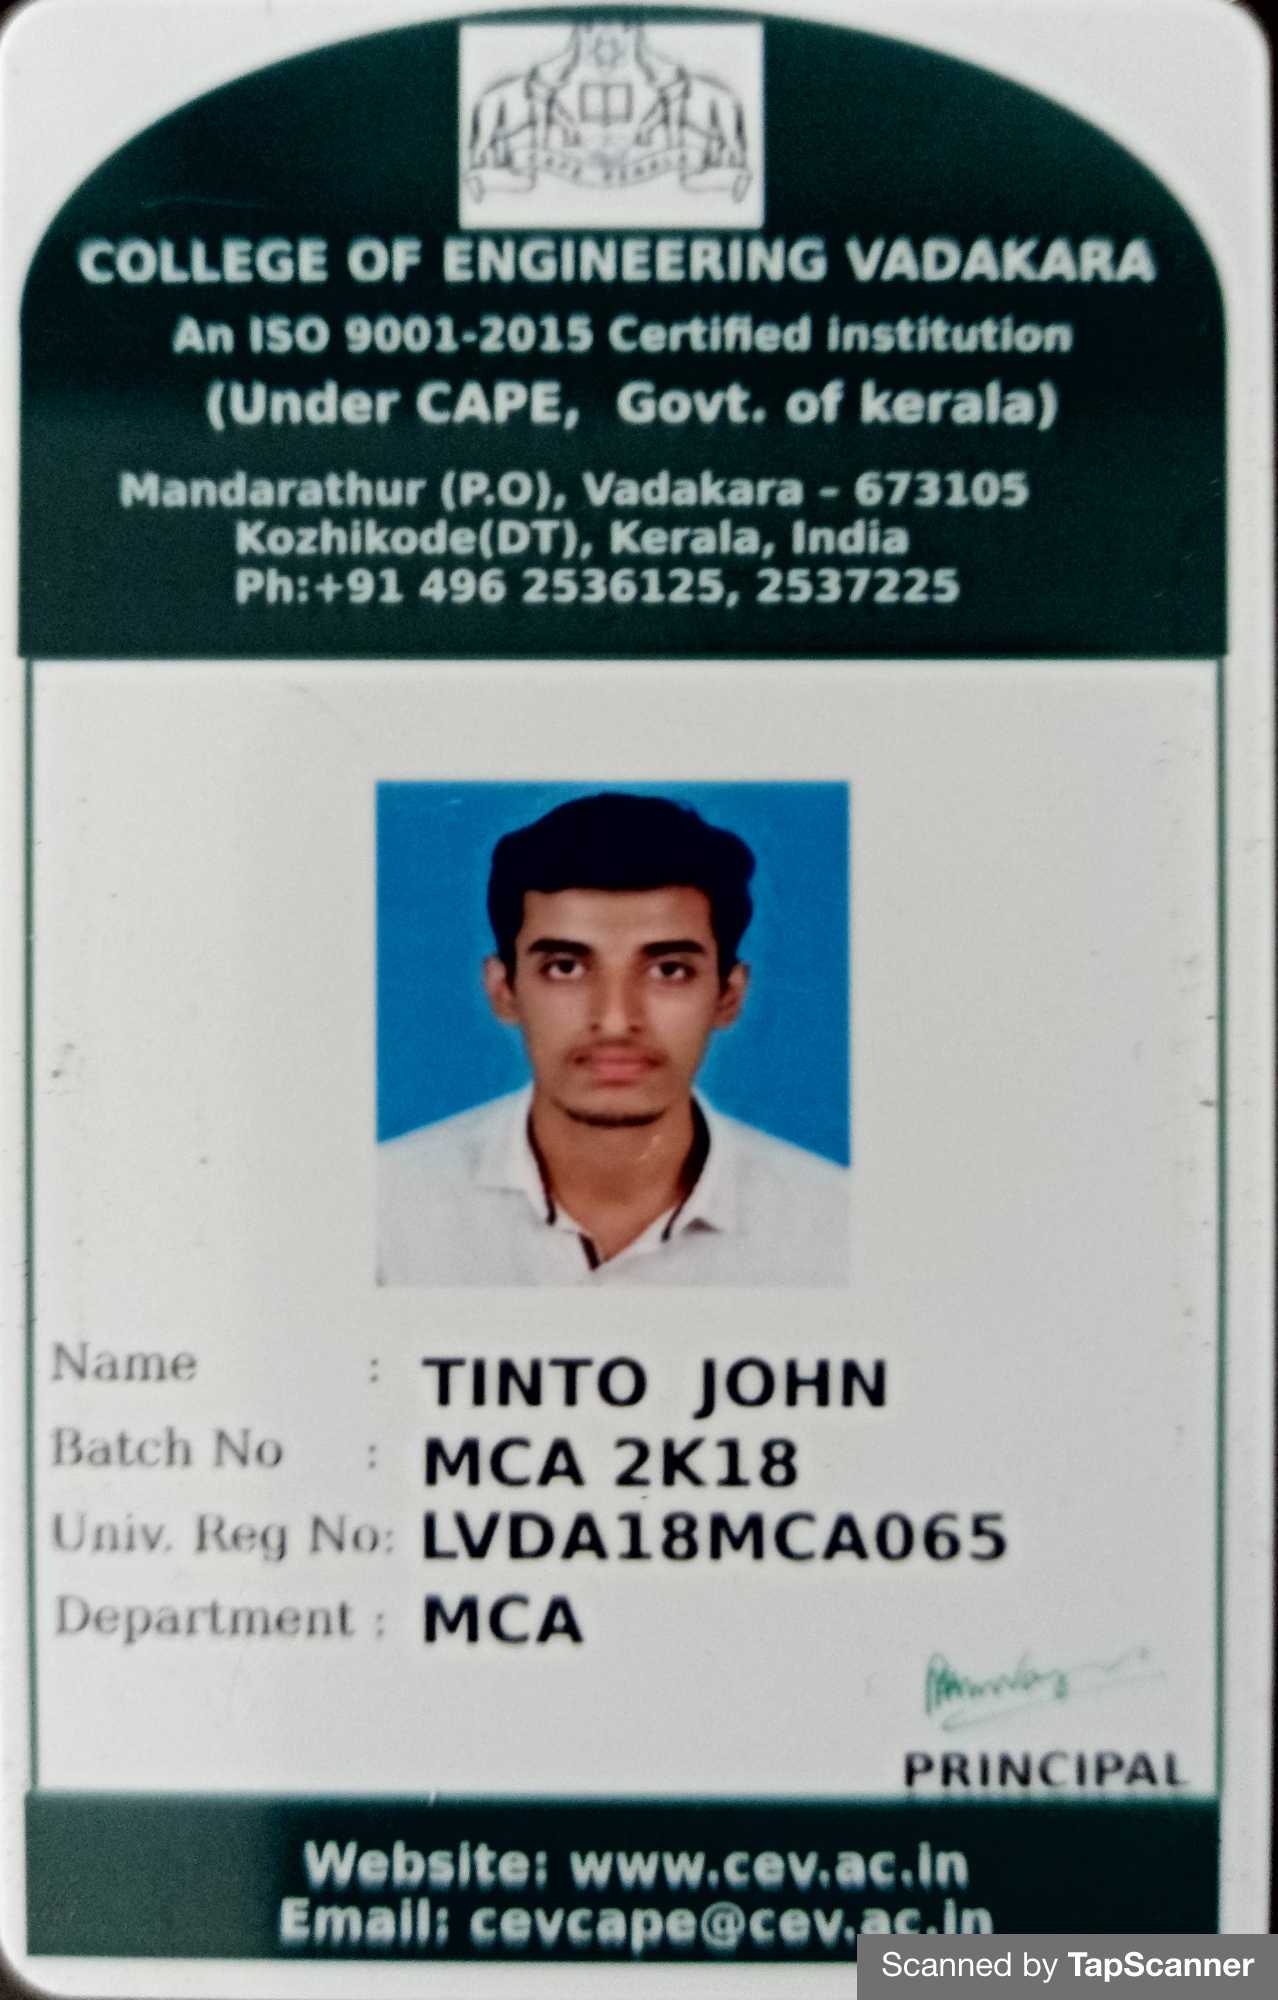 CAPE KERALA
COLLEGE OF ENGINEERING VADAKARA
An ISO 9001-2015 Certified institution
(Under CAPE, Govt. of kerala)
Mandarathur (P.O), Vadakara - 673105
Kozhikode(DT), Kerala, India
Ph:+91 496 2536125, 2537225
Name : TINTO JOHN
Batch No : MCA 2K18
Univ. Reg No: LVDA18MCA065
Department : MCA
PRINCIPAL
Website: www.cev.ac.in
Email: cevcape@cev.ac.in
Scanned by TapScanner